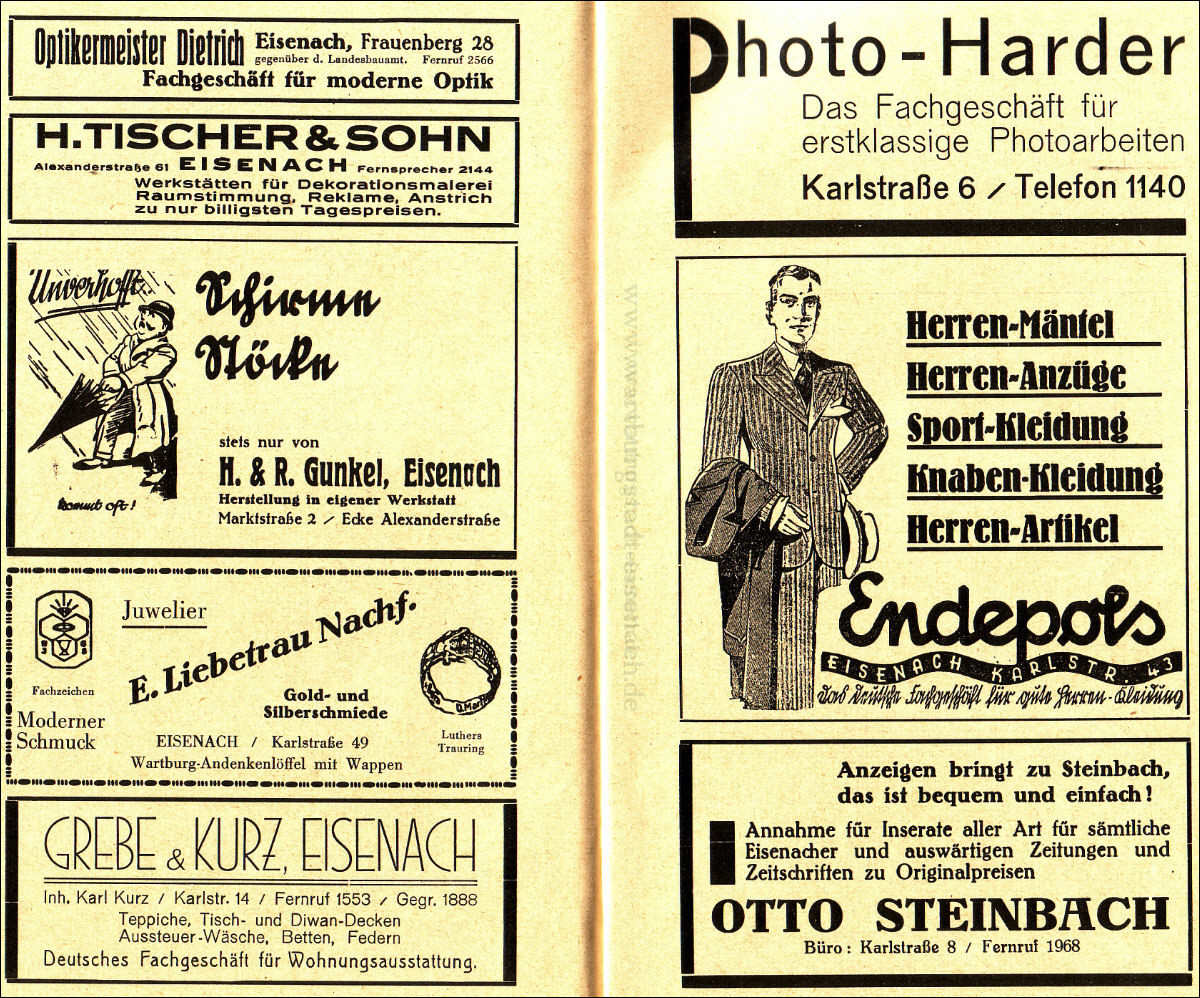 Optikermeister Dietrich
Eisenach, Frauenberg 28
gegenüber d. Landesbauamt. Fernruf 2566
Fachgeschäft für moderne Optik
H. TISCHER & SOHN
Alexanderstraße 61 EISENACH Fernsprecher 2144
Werkstätten für Dekorationsmalerei
Raumstimmung, Reklame, Anstrich
zu nur billigsten Tagespreisen.
Unverhofft..
kommt oft!
Schirme
Stöcke
stets nur von
H. & R. Gunkel, Eisenach
Herstellung in eigener Werkstatt
Marktstraße 2 / Ecke Alexanderstraße
Fachzeichen
Moderner
Schmuck
Juwelier
E. Liebetrau Nachf.
Gold- und
Silberschmiede
EISENACH / Karlstraße 49
Wartburg-Andenkenlöffel mit Wappen
Luthers
Trauring
GREBE & KURZ, EISENACH
Inh. Karl Kurz / Karlstr. 14 / Fernruf 1553 / Gegr. 1888
Teppiche, Tisch- und Diwan-Decken
Aussteuer-Wäsche, Betten, Federn
Deutsches Fachgeschäft für Wohnungsausstattung.
www.wartburgstadt-eisenach.de
Photo-Harder
Das Fachgeschäft für
erstklassige Photoarbeiten
Karlstraße 6 / Telefon 1140
Herren-Mäntel
Herren-Anzüge
Sport-Kleidung
Knaben-Kleidung
Herren-Artikel
Endepols
EISENACH KARLSTR. 43
Das Deutsche Fachgeschäft für gute Herren-Kleidung
Anzeigen bringt zu Steinbach,
das ist bequem und einfach!
Annahme für Inserate aller Art für sämtliche
Eisenacher und auswärtigen Zeitungen und
Zeitschriften zu Originalpreisen
OTTO STEINBACH
Büro: Karlstraße 8 / Fernruf 1968